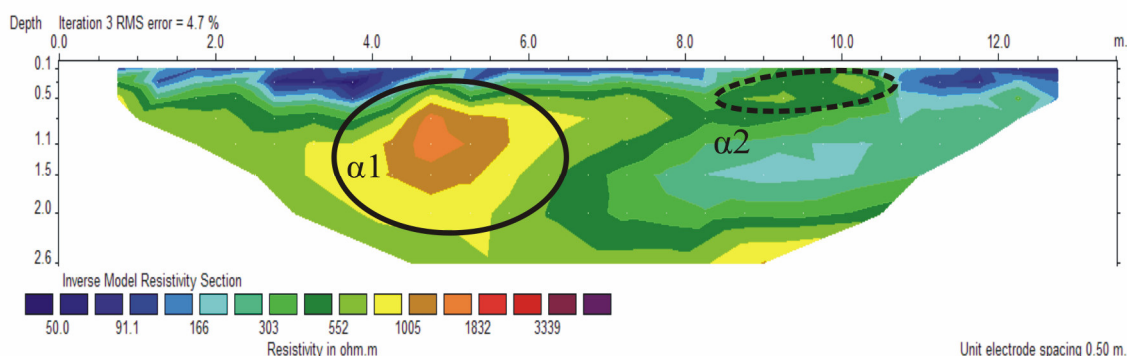 Depth Iteration 3 RMS error = 4.7 %
0.0 2.0 4.0 6.0 8.0 10.0 12.0 m.
0.1
0.5
1.1
1.5
2.0
2.6
α1
α2
Inverse Model Resistivity Section
50.0 91.1 166 303 552 1005 1832 3339
Resistivity in ohm.m
Unit electrode spacing 0.50 m.